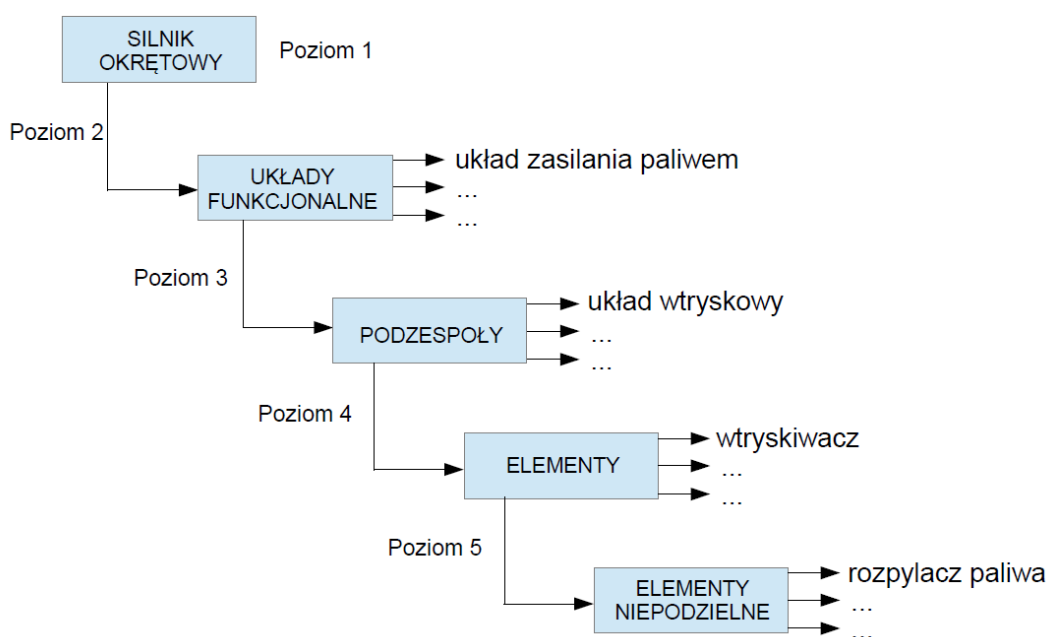 SILNIK
OKRĘTOWY
Poziom 1
Poziom 2
UKŁADY
FUNKCJONALNE
układ zasilania paliwem
...
...
Poziom 3
PODZESPOŁY
układ wtryskowy
...
...
Poziom 4
ELEMENTY
wtryskiwacz
...
...
Poziom 5
ELEMENTY
NIEPODZIELNE
rozpylacz paliwa
...
...